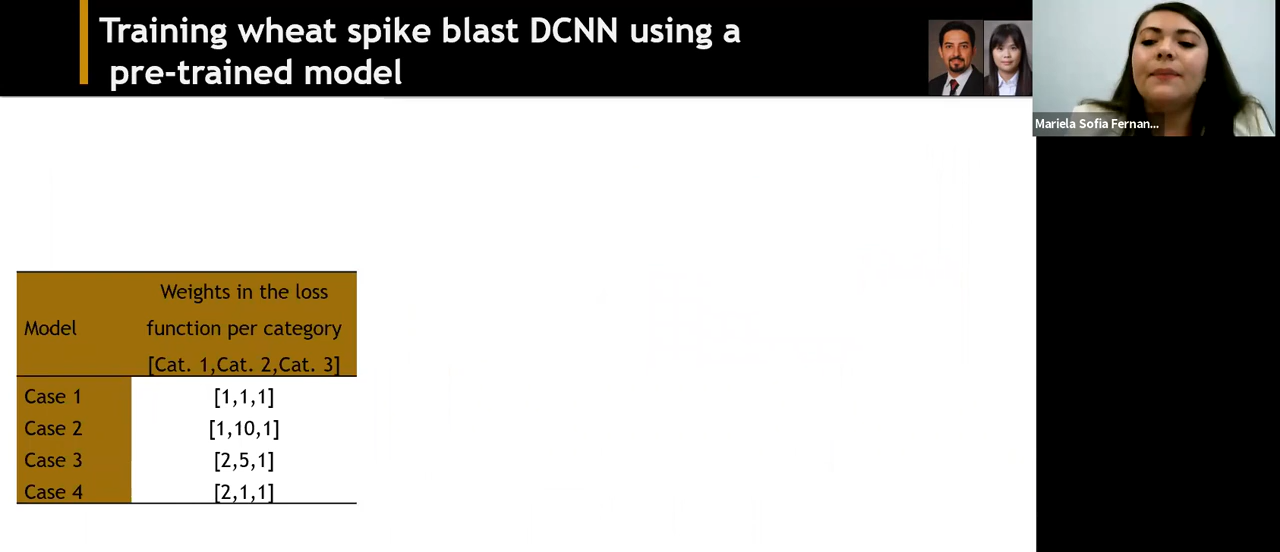 Training wheat spike blast DCNN using a
pre-trained model
Mariela Sofia Fernan...
Model
Weights in the loss
function per category
[Cat. 1,Cat. 2,Cat. 3]
Case 1 [1,1,1]
Case 2 [1,10,1]
Case 3 [2,5,1]
Case 4 [2,1,1]